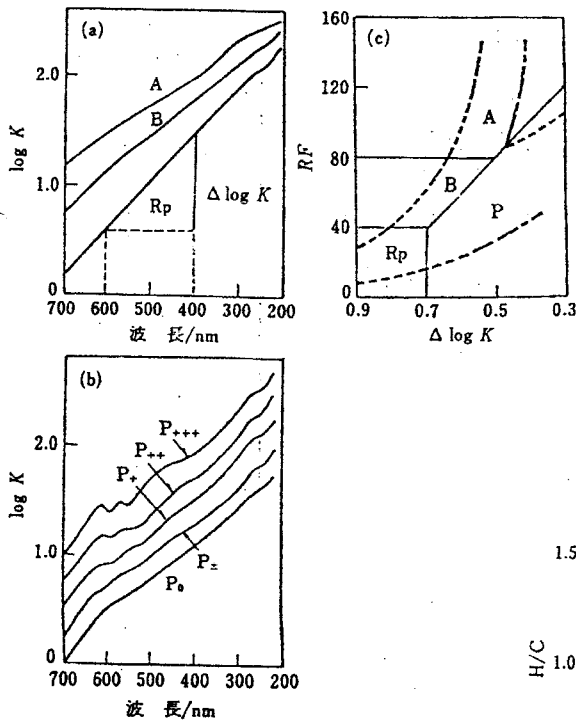 (a)
log K
2.0
1.0
0
A
B
Rp
Δ log K
700 600 500 400 300 200
波 長/nm
(c)
RF
160
120
80
40
0
A
B
P
Rp
0.9 0.7 0.5 0.3
Δ log K
(b)
log K
2.0
1.0
0
P+++
P++
P+
P±
P0
700 600 500 400 300 200
波 長/nm
1.5
H/C
1.0